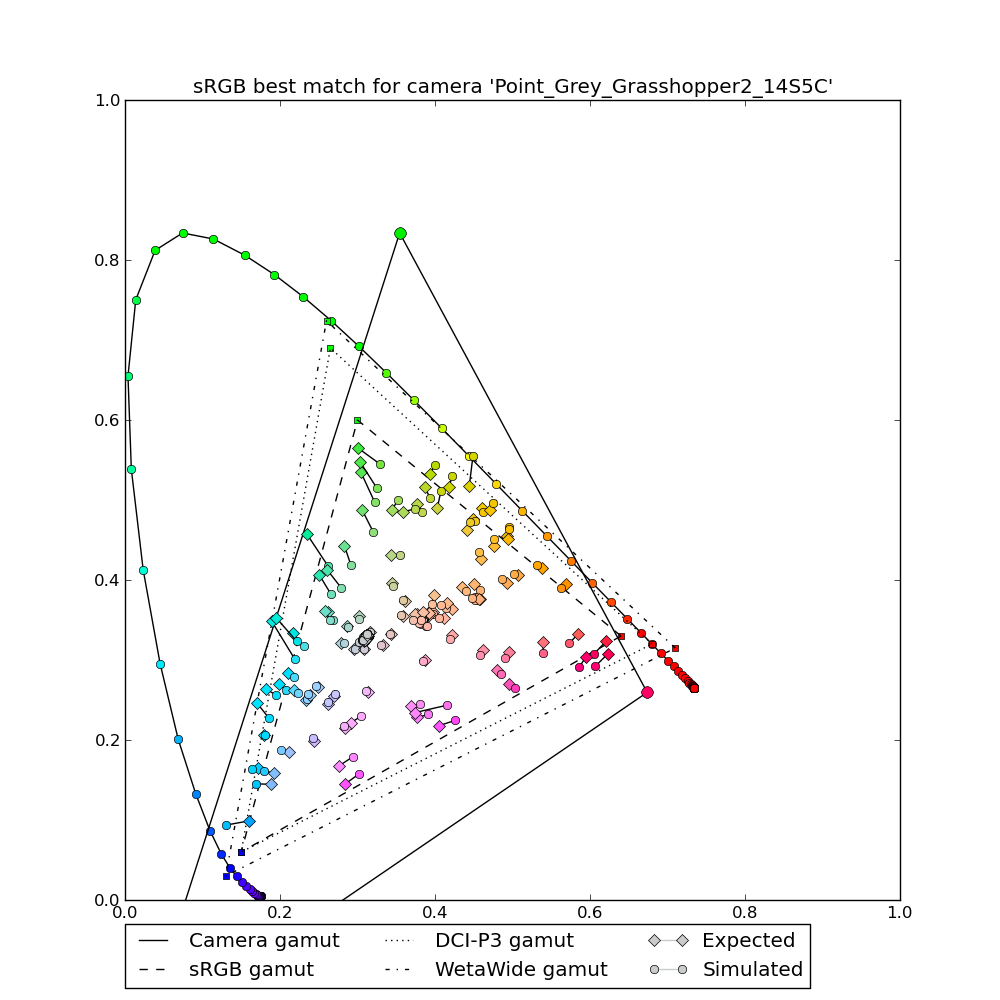 sRGB best match for camera 'Point_Grey_Grasshopper2_14S5C'
1.0
0.8
0.6
0.4
0.2
0.0
0.0 0.2 0.4 0.6 0.8 1.0
Camera gamut DCI-P3 gamut Expected
sRGB gamut WetaWide gamut Simulated